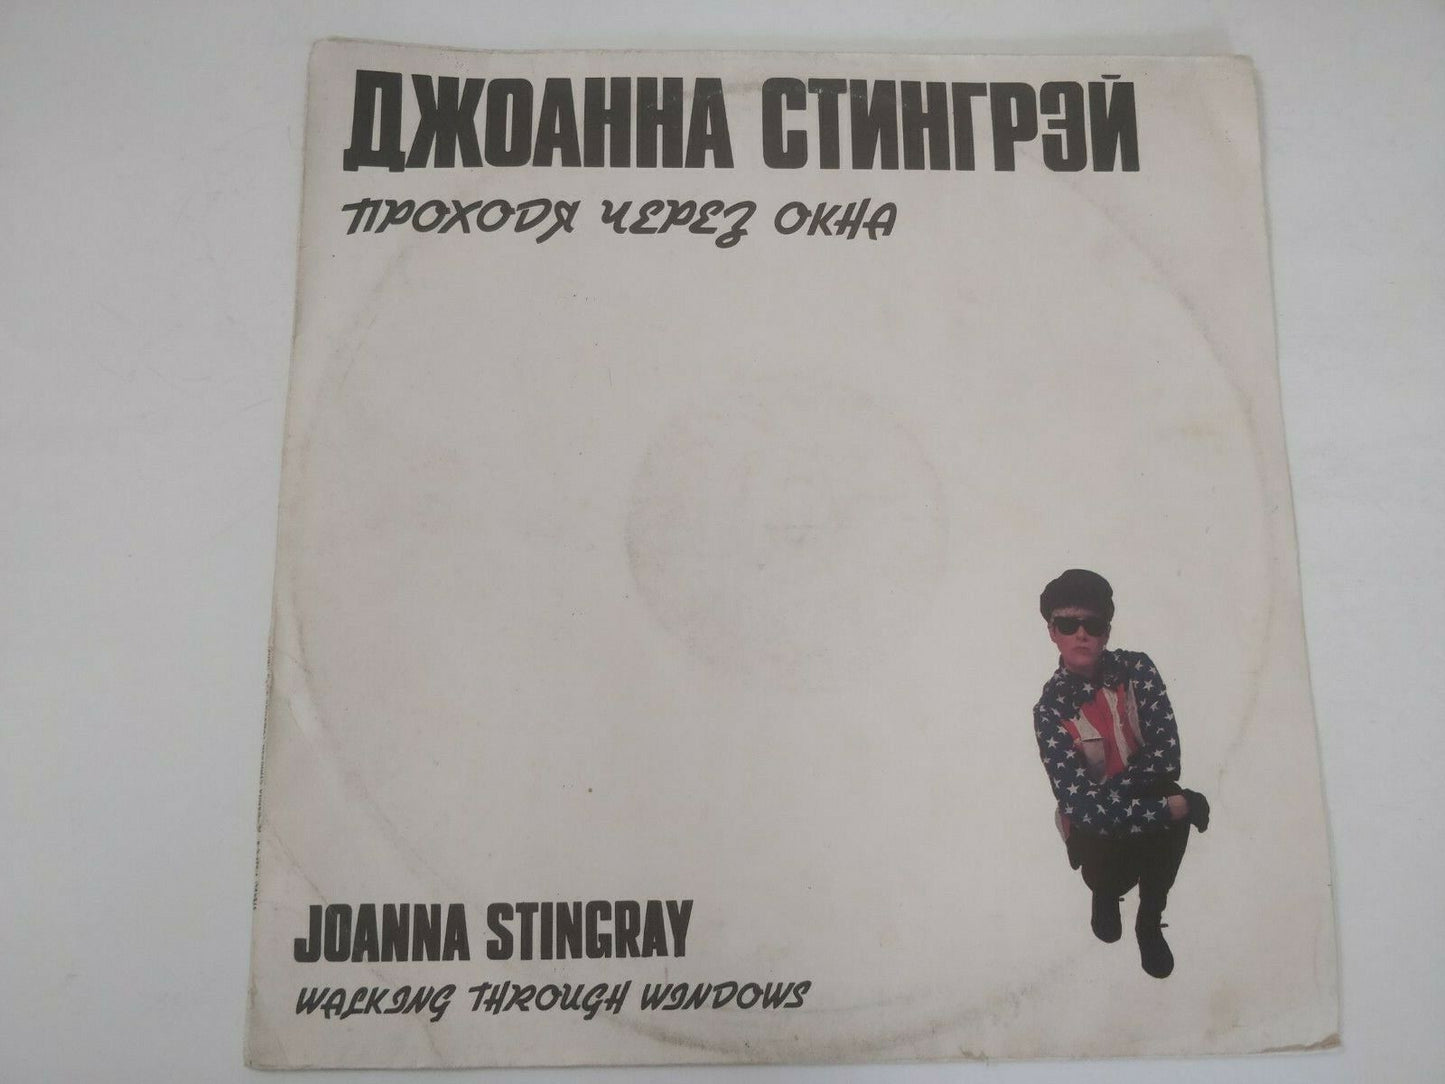 ДЖОАННА СТИНГРЭЙ
ПРОХОДЯ ЧЕРЕЗ ОКНА
JOANNA STINGRAY
WALKING THROUGH WINDOWS